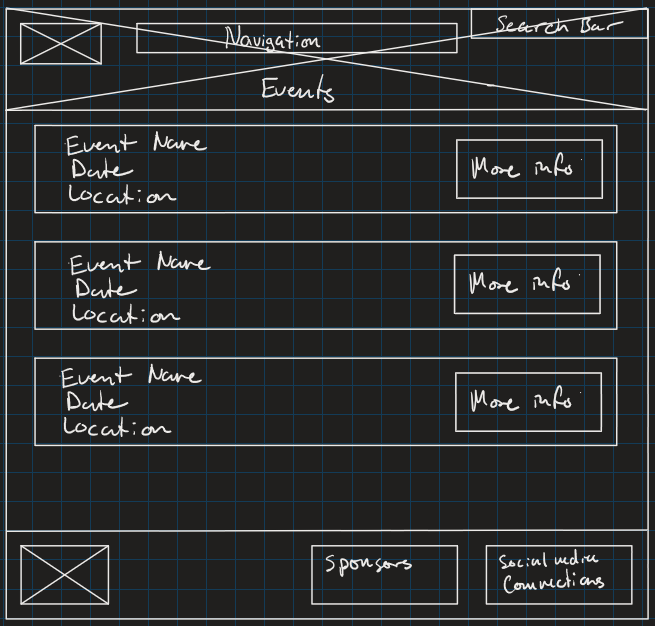 Navigation
Search Bar
Events
Event Name
Date
Location
More info
Event Name
Date
Location
More info
Event Name
Date
Location
More info
Sponsors
Social media
Connections